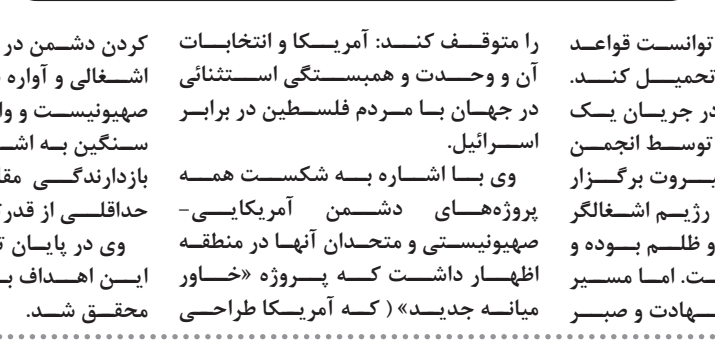 توانست قواعد
تحمیل کند.
در جریان یک
توسط انجمن
بیروت برگزار
رژیم اشغالگر
و ظلم بوده و
اما مسیر
و صبر
را متوقف کند: آمریکا و انتخابات
آن و وحدت و همبستگی استثنائی
در جهان با مردم فلسطین در برابر
اسرائیل.
وی با اشاره به شکست همه
پروژه‌های دشمن آمریکایی-
صهیونیستی و متحدان آنها در منطقه
اظهار داشت که پروژه «خاور
میانه جدید» ( که آمریکا طراحی
کردن دشمن در
اشغالی و آواره
صهیونیست و
سنگین به
بازدارندگی
حداقلی از
وی در پایان
این اهداف
محقق شد.